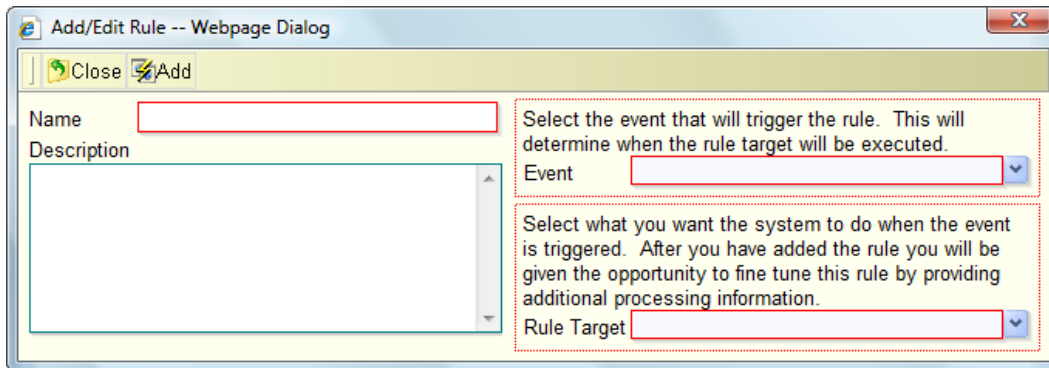 Add/Edit Rule -- Webpage Dialog
Close Add
Name
Description
Select the event that will trigger the rule. This will
determine when the rule target will be executed.
Event
Select what you want the system to do when the event
is triggered. After you have added the rule you will be
given the opportunity to fine tune this rule by providing
additional processing information.
Rule Target